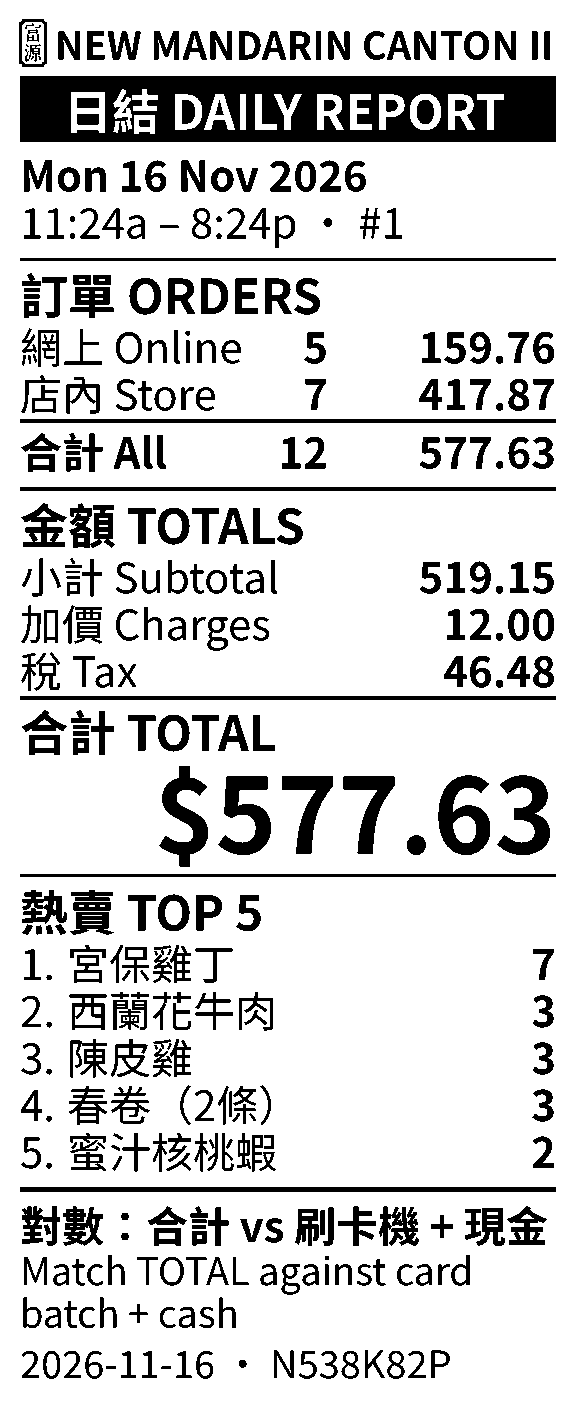 富源 NEW MANDARIN CANTON II
日結 DAILY REPORT
Mon 16 Nov 2026
11:24a – 8:24p • #1
訂單 ORDERS
網上 Online 5 159.76
店內 Store 7 417.87
合計 All 12 577.63
金額 TOTALS
小計 Subtotal 519.15
加價 Charges 12.00
稅 Tax 46.48
合計 TOTAL
$577.63
熱賣 TOP 5
1. 宮保雞丁 7
2. 西蘭花牛肉 3
3. 陳皮雞 3
4. 春卷（2條） 3
5. 蜜汁核桃蝦 2
對數：合計 vs 刷卡機 + 現金
Match TOTAL against card
batch + cash
2026-11-16 • N538K82P